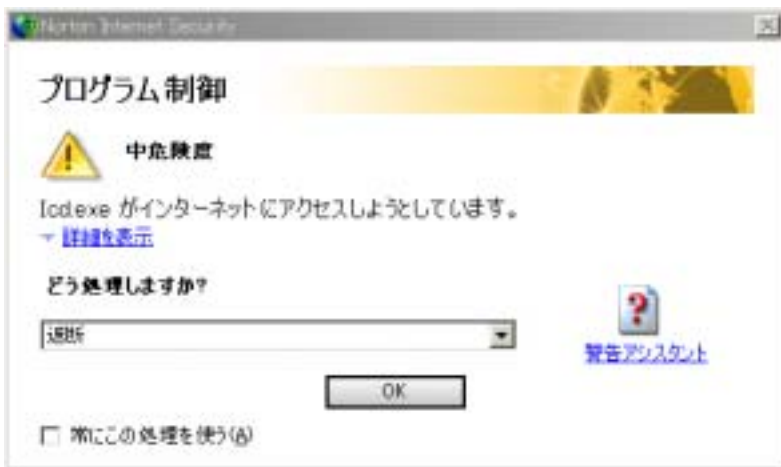 Norton Internet Security
プログラム制御
中危険度
Icd.exe がインターネットにアクセスしようとしています。
詳細を表示
どう処理しますか?
遮断
警告アシスタント
OK
常にこの処理を使う(A)